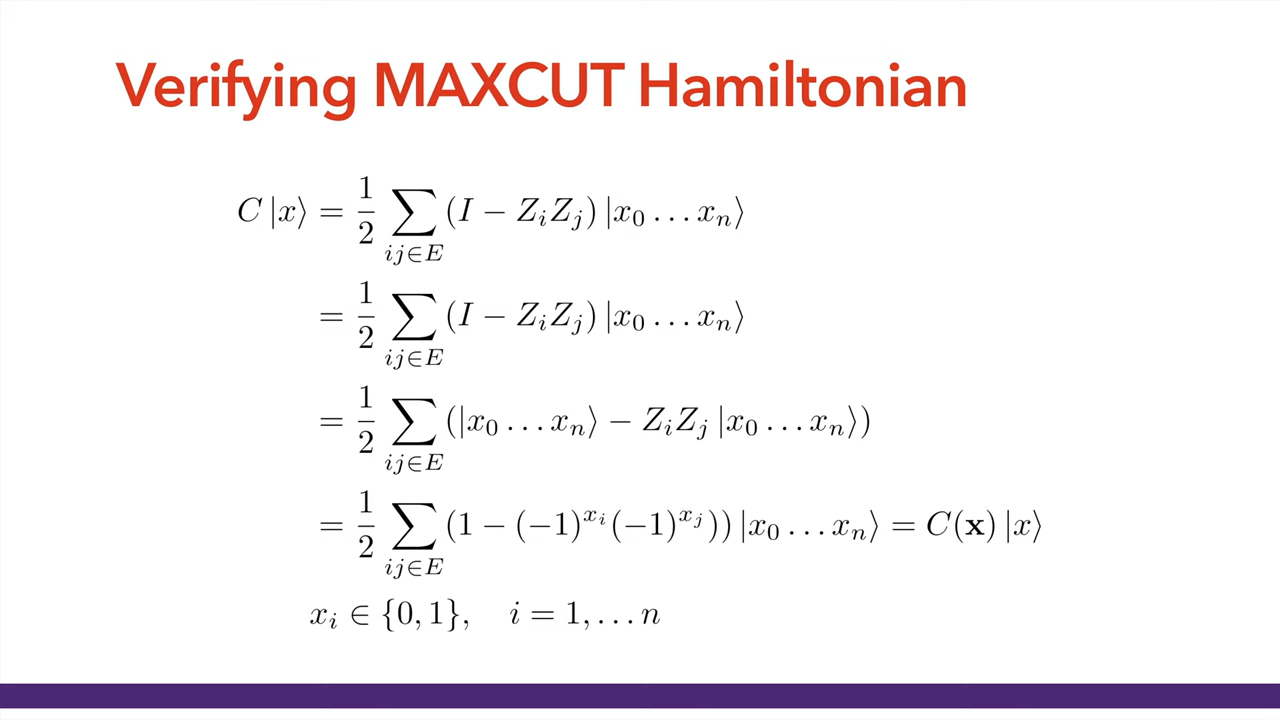 Verifying MAXCUT Hamiltonian
C |x⟩ = 1/2 ∑_{ij∈E} (I − Z_i Z_j) |x_0 … x_n⟩
= 1/2 ∑_{ij∈E} (I − Z_i Z_j) |x_0 … x_n⟩
= 1/2 ∑_{ij∈E} (|x_0 … x_n⟩ − Z_i Z_j |x_0 … x_n⟩)
= 1/2 ∑_{ij∈E} (1 − (−1)^{x_i} (−1)^{x_j})) |x_0 … x_n⟩ = C(𝐱) |x⟩
x_i ∈ {0, 1}, i = 1, … n